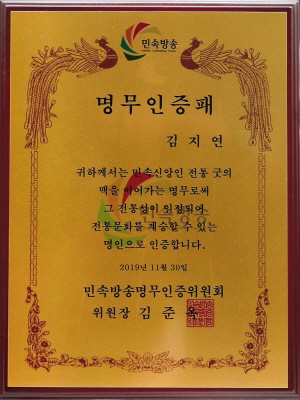 민속방송
명무인증패
김지연
귀하께서는 민속신앙인 전통 굿의
맥을 이어가는 명무로써
그 전통성이 인정되어
전통문화를 계승할 수 있는
명인으로 인증합니다.
2019년 11월 30일
민속방송명무인증위원회
위원장 김준옥